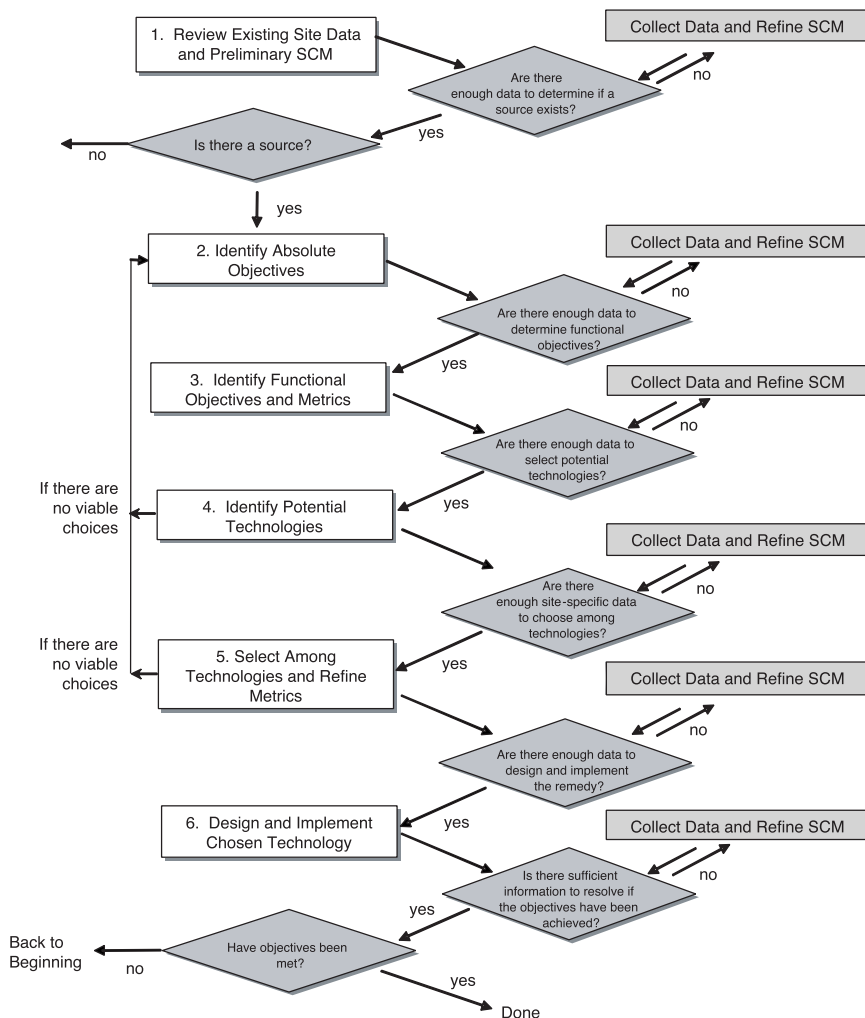 1. Review Existing Site Data
and Preliminary SCM
Collect Data and Refine SCM
Are there
enough data to determine if a
source exists?
no
yes
Is there a source?
no
yes
2. Identify Absolute
Objectives
Collect Data and Refine SCM
no
Are there enough data to
determine functional
objectives?
yes
3. Identify Functional
Objectives and Metrics
Collect Data and Refine SCM
no
Are there enough data to
select potential
technologies?
yes
If there are
no viable
choices
4. Identify Potential
Technologies
Collect Data and Refine SCM
no
Are there
enough site-specific data
to choose among
technologies?
yes
If there are
no viable
choices
5. Select Among
Technologies and Refine
Metrics
Collect Data and Refine SCM
no
Are there enough data to
design and implement
the remedy?
yes
6. Design and Implement
Chosen Technology
Collect Data and Refine SCM
no
Is there sufficient
information to resolve if
the objectives have been
achieved?
yes
Have objectives been
met?
Back to
Beginning
no
yes
Done